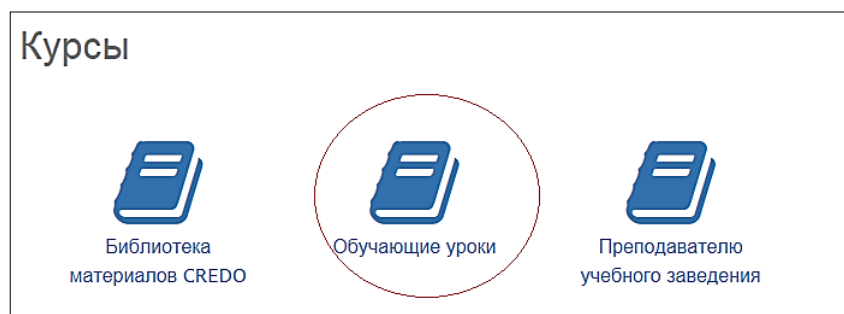 Курсы
Библиотека
материалов CREDO
Обучающие уроки
Преподавателю
учебного заведения